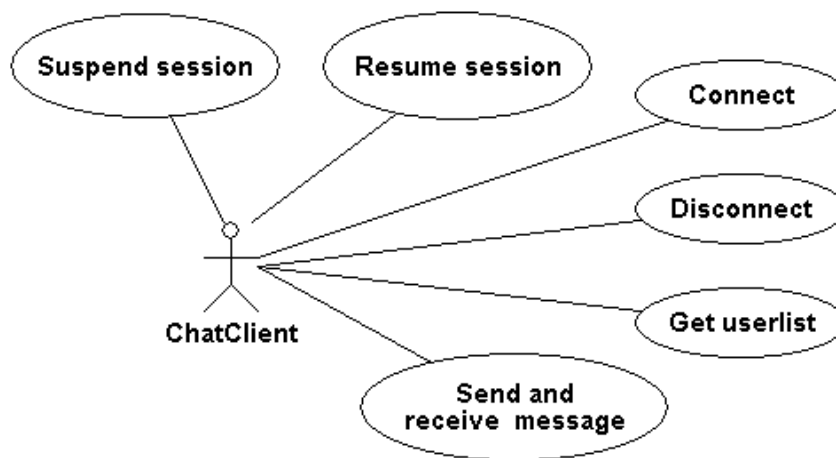 Suspend session
Resume session
Connect
Disconnect
Get userlist
ChatClient
Send and
receive message